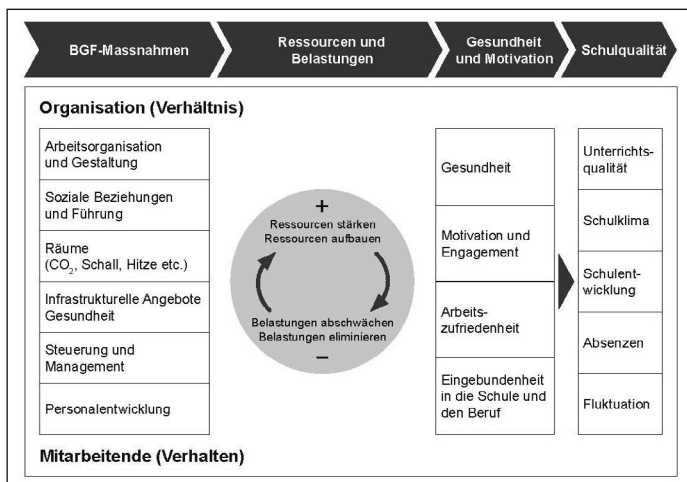 BGF-Massnahmen
Ressourcen und
Belastungen
Gesundheit
und Motivation
Schulqualität
Organisation (Verhältnis)
Arbeitsorganisation
und Gestaltung
Soziale Beziehungen
und Führung
Räume
(CO₂, Schall, Hitze etc.)
Infrastrukturelle Angebote
Gesundheit
Steuerung und
Management
Personalentwicklung
+
Ressourcen stärken
Ressourcen aufbauen
Belastungen abschwächen
Belastungen eliminieren
–
Gesundheit
Motivation und
Engagement
Arbeits-
zufriedenheit
Eingebundenheit
in die Schule und
den Beruf
Unterrichts-
qualität
Schulklima
Schulent-
wicklung
Absenzen
Fluktuation
Mitarbeitende (Verhalten)